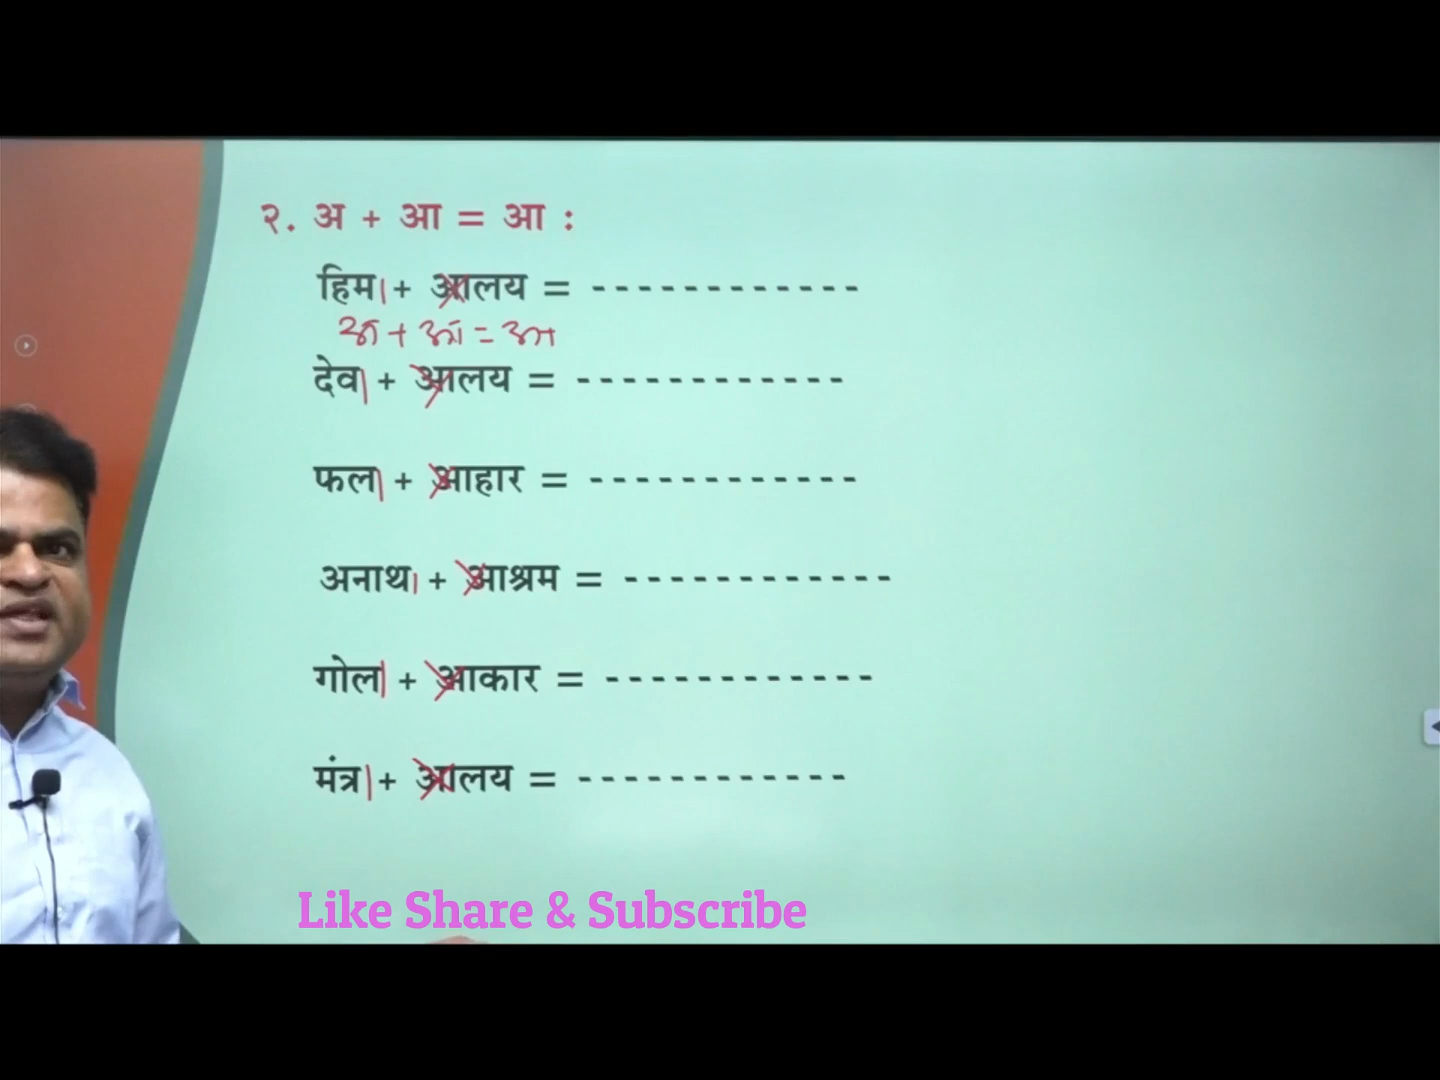 २. अ + आ = आ :
हिम + आलय = ------------
अ + आ = आ
देव + आलय = ------------
फल + आहार = ------------
अनाथ + आश्रम = ------------
गोल + आकार = ------------
मंत्र + आलय = ------------
Like Share & Subscribe